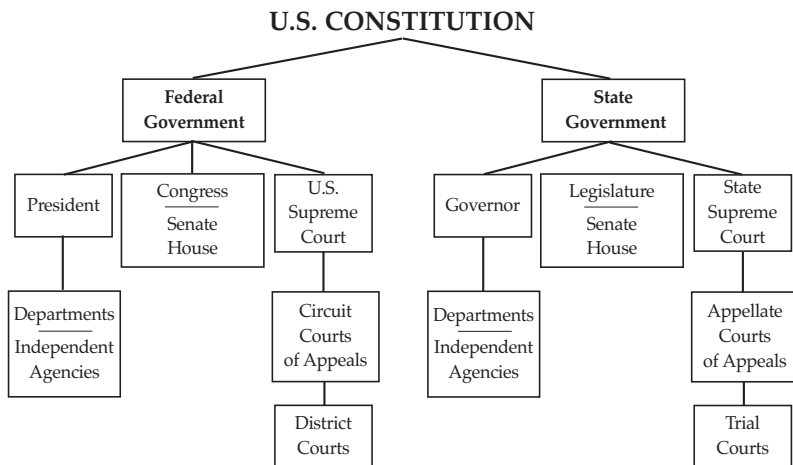 U.S. CONSTITUTION
Federal
Government
State
Government
President
Congress
Senate
House
U.S.
Supreme
Court
Governor
Legislature
Senate
House
State
Supreme
Court
Departments
Independent
Agencies
Circuit
Courts
of Appeals
Departments
Independent
Agencies
Appellate
Courts
of Appeals
District
Courts
Trial
Courts